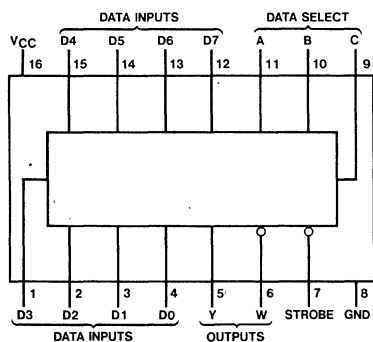 DATA INPUTS DATA SELECT
VCC D4 D5 D6 D7 A B C
16 15 14 13 12 11 10 9
1 2 3 4 5 6 7 8
D3 D2 D1 D0 Y W STROBE GND
DATA INPUTS OUTPUTS